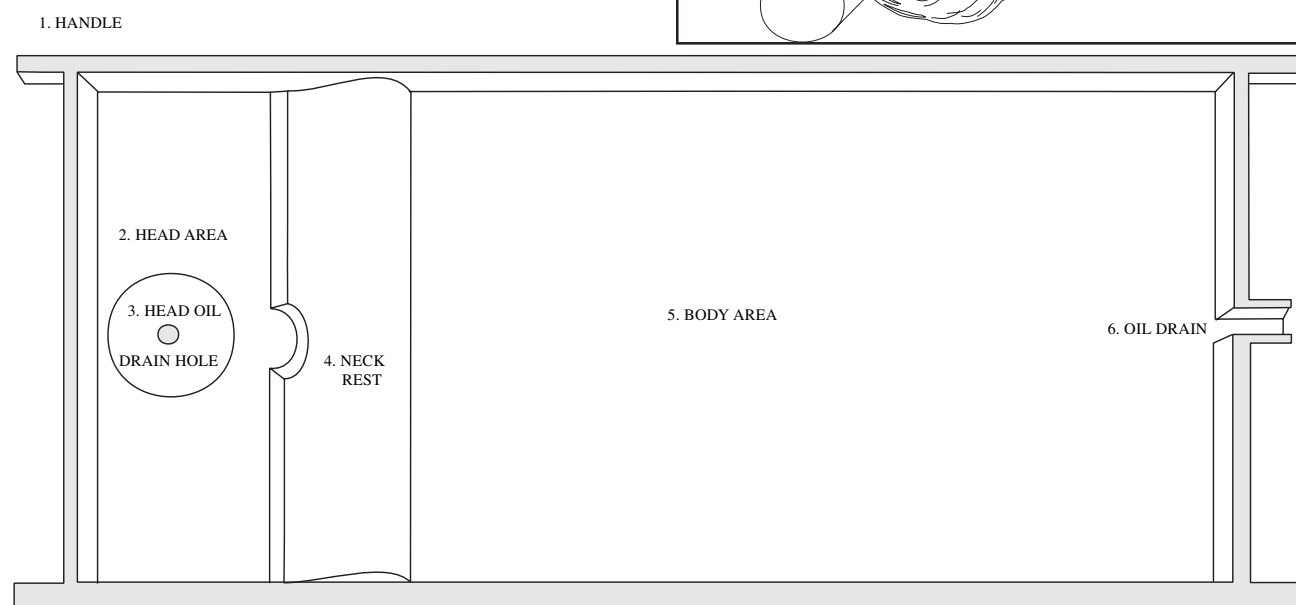 1. HANDLE
2. HEAD AREA
3. HEAD OIL
DRAIN HOLE
4. NECK
REST
5. BODY AREA
6. OIL DRAIN